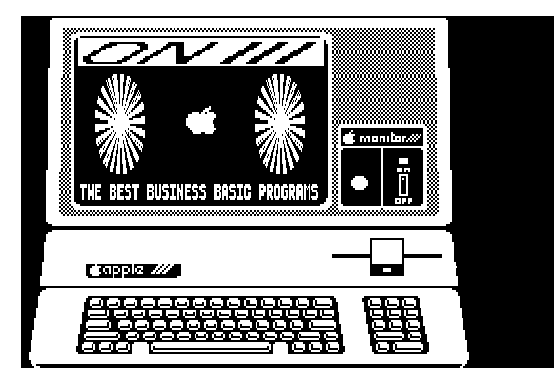 ON ///
monitor ///
ON
THE BEST BUSINESS BASIC PROGRAMS
OFF
apple ///